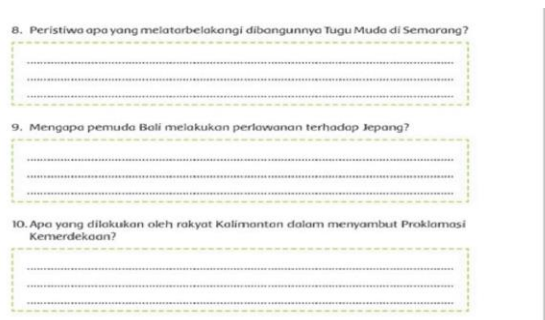 8. Peristiwa apa yang melatarbelakangi dibangunnya Tugu Muda di Semarang?
9. Mengapa pemuda Bali melakukan perlawanan terhadap Jepang?
10. Apa yang dilakukan oleh rakyat Kalimantan dalam menyambut Proklamasi
Kemerdekaan?